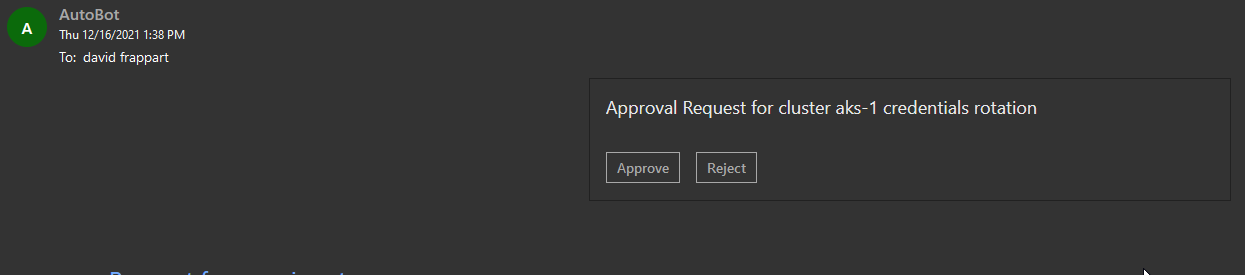 A
AutoBot
Thu 12/16/2021 1:38 PM
To: david frappart
Approval Request for cluster aks-1 credentials rotation
Approve
Reject